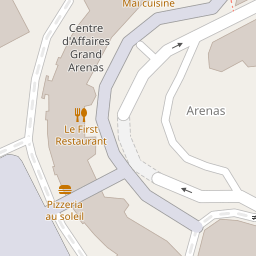 Mai cuisine
Centre
d'Affaires
Grand
Arenas
Arenas
Le First
Restaurant
Pizzeria
au soleil